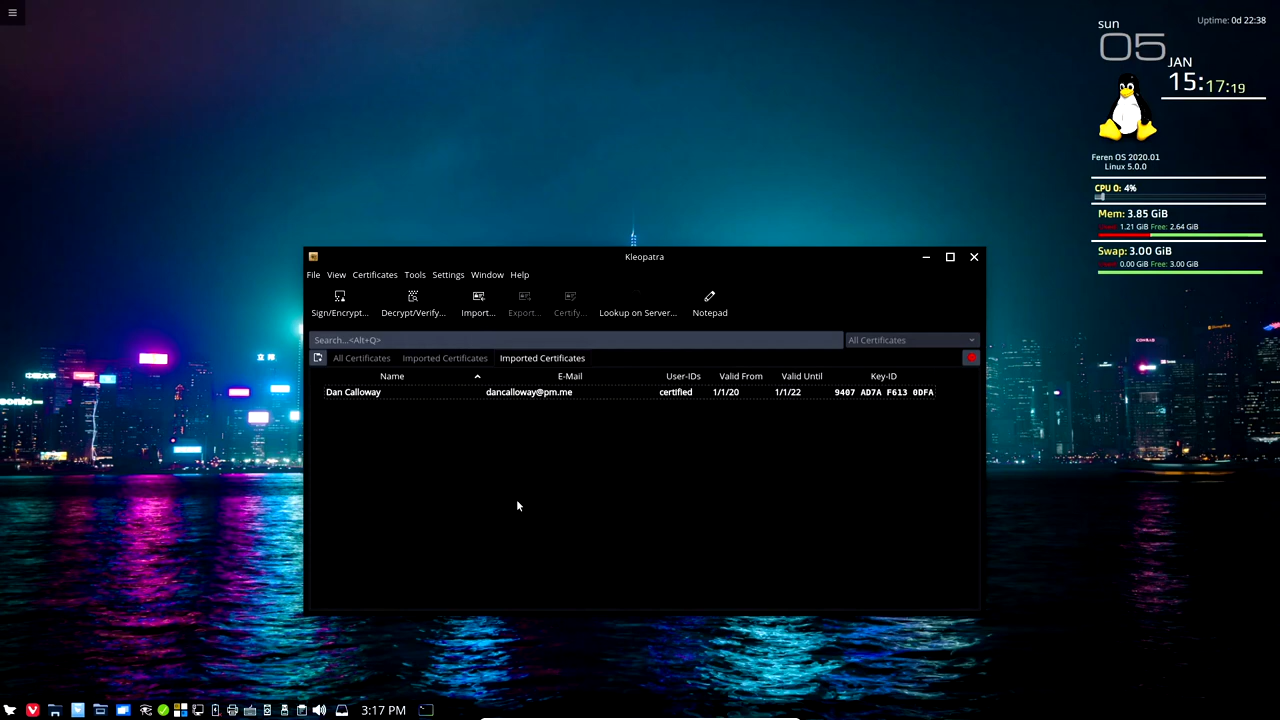 sun
Uptime: 0d 22:38
05
JAN
15:17:19
Feren OS 2020.01
Linux 5.0.0
CPU 0: 4%
Mem: 3.85 GiB
1.21 GiB Free: 2.64 GiB
Swap: 3.00 GiB
0.00 GiB Free: 3.00 GiB
Kleopatra
File View Certificates Tools Settings Window Help
Sign/Encrypt... Decrypt/Verify... Import... Export... Certify... Lookup on Server... Notepad
Search...<Alt+Q> All Certificates
All Certificates Imported Certificates Imported Certificates
Name E-Mail User-IDs Valid From Valid Until Key-ID
Dan Calloway dancalloway@pm.me certified 1/1/20 1/1/22 9407 AD7A F613 0DFA
3:17 PM